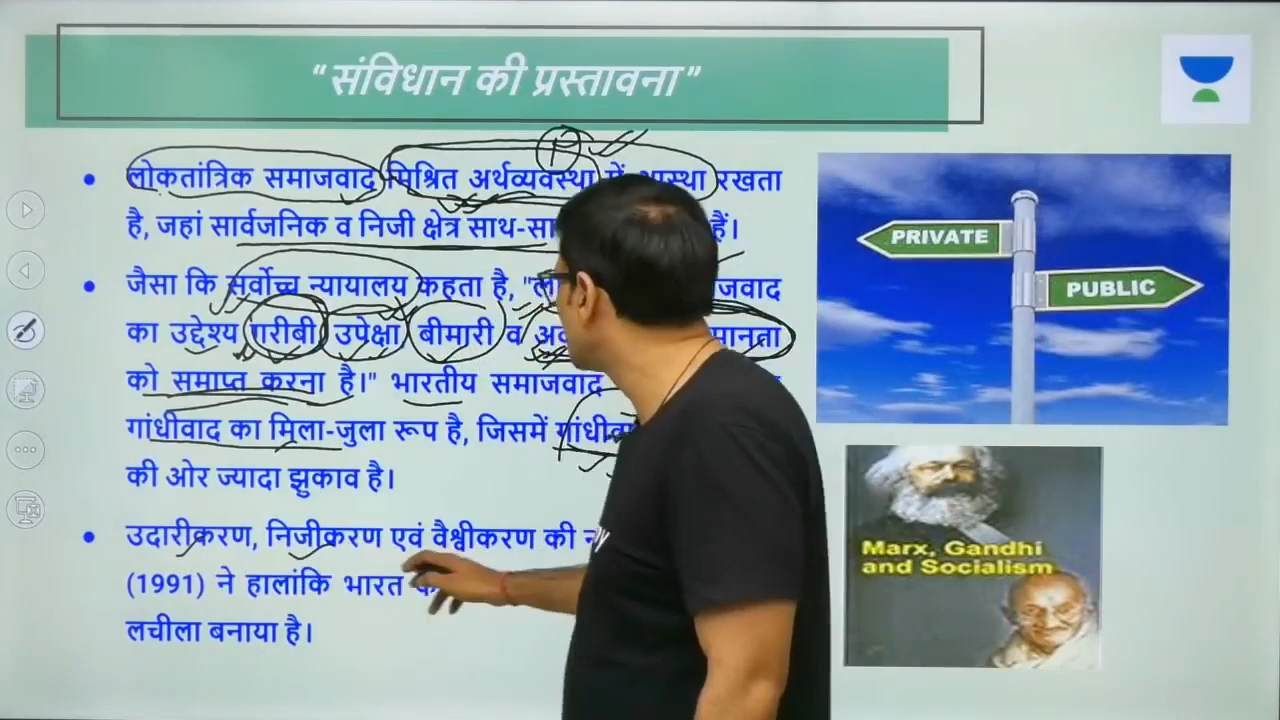 “संविधान की प्रस्तावना”
लोकतांत्रिक समाजवाद मिश्रित अर्थव्यवस्था में आस्था रखता
है, जहां सार्वजनिक व निजी क्षेत्र साथ-सा हैं।
जैसा कि सर्वोच्च न्यायालय कहता है,
का उद्देश्य गरीबी उपेक्षा बीमारी व
को समाप्त करना है।" भारतीय समाजवाद
गांधीवाद का मिला-जुला रूप है, जिसमें
की ओर ज्यादा झुकाव है।
उदारीकरण, निजीकरण एवं वैश्वीकरण की
(1991) ने हालांकि भारत
लचीला बनाया है।
P
PRIVATE
PUBLIC
Marx, Gandhi
and Socialism